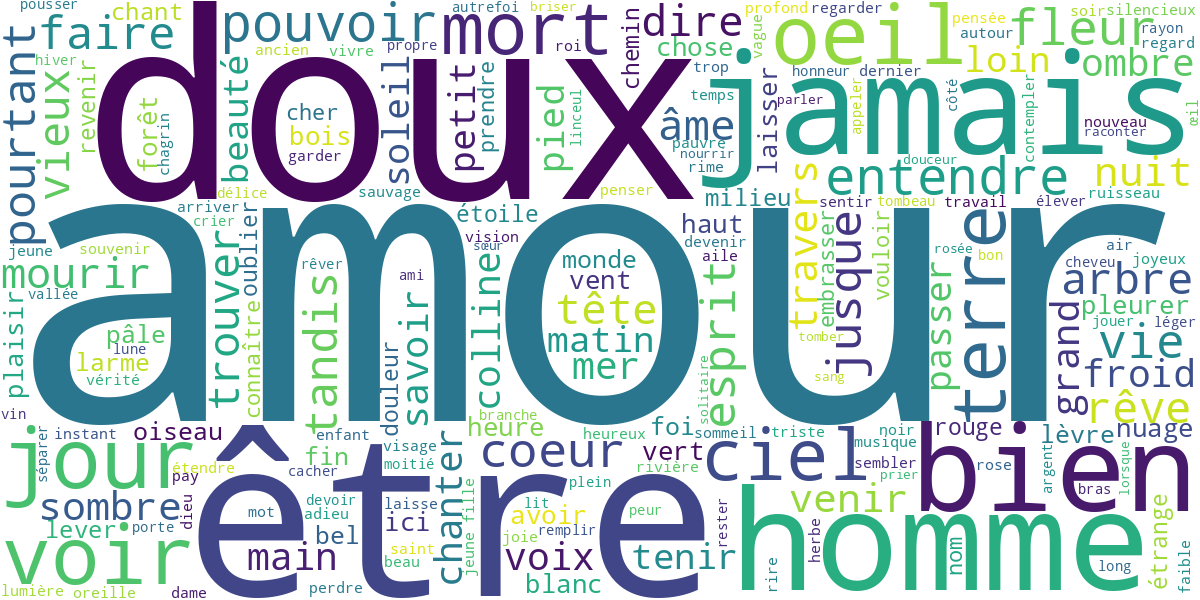 pousser
chant
faire
pouvoir
autrefoi
briser
mort
roi
dire
chemin
profond
regarder
vague
oeil
pensée
autour
soir
silencieux
fleur
rayon
regard
loin
ombre
pourtant
hiver
vieux
revenir
doux
ancien
vivre
propre
chose
trop
temps
honneur
dernier
parler
laisser
appeler
côté
jamais
contempler
nouveau
raconter
œil
forêt
chagrin
beauté
cher
bois
garder
soleil
petit
prendre
pied
linceul
âme
pauvre
nourrir
rime
entendre
douceur
nuit
délice
sauvage
penser
milieu
travers
sentir
tombeau
travail
élever
ruisseau
jeune
souvenir
arriver
crier
oublier
étoile
vision
sœur
haut
devenir
aile
amour
mourir
vallée
plaisir
pâle
lune
larme
vérité
trouver
connaître
rêver
tandis
ami
savoir
douleur
colline
monde
vent
tête
matin
mer
esprit
solitaire
embrasser
tomber
sang
jusque
vouloir
passer
rosée
bon
terre
air
cheveu
joyeux
arbre
pleurer
jouer
léger
grand
vie
froid
rêve
vin
séparer
instant
oiseau
jour
étendre
pay
enfant
fin
cacher
visage
moitié
chanter
branche
heure
heureux
coeur
foi
sommeil
triste
vert
rivière
ciel
noir
musique
sembler
prier
rouge
rose
bien
lèvre
nuage
argent
bras
lorsque
sombre
lever
porte
dieu
voir
être
mot
devoir
adieu
bel
laisse
ici
jeune fille
lit
avoir
joie
remplir
plein
peur
voix
tenir
rester
venir
homme
herbe
rire
nom
long
étrange
faible
lumière
oreille
dame
main
perdre
saint
beau
blanc